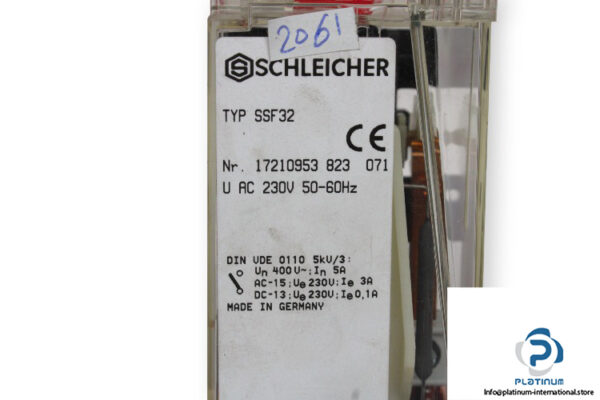 2061
SCHLEICHER
TYP SSF32
CE
Nr. 17210953 823 071
U AC 230V 50-60Hz
DIN VDE 0110 5kV/3:
Un 400V~; In 5A
AC-15; Ue 230V; Ie 3A
DC-13; Ue 230V; Ie 0,1A
MADE IN GERMANY
PLATINUM
Info@platinum-international.store